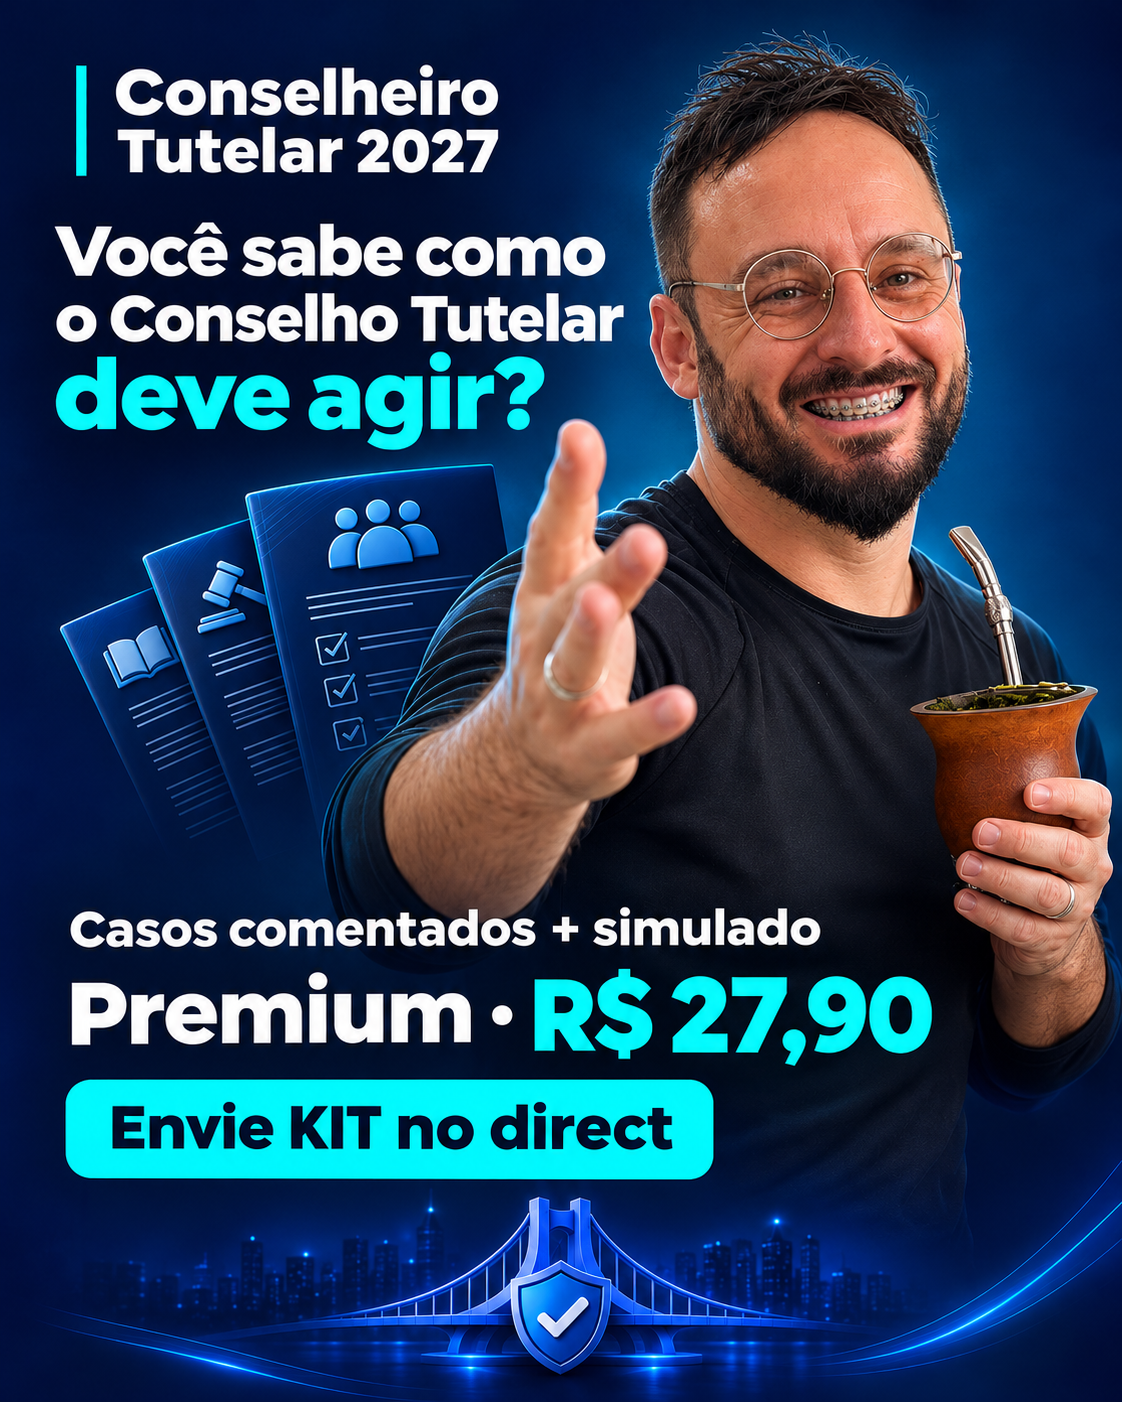 Conselheiro
Tutelar 2027
Você sabe como
o Conselho Tutelar
deve agir?
Casos comentados + simulado
Premium • R$ 27,90
Envie KIT no direct